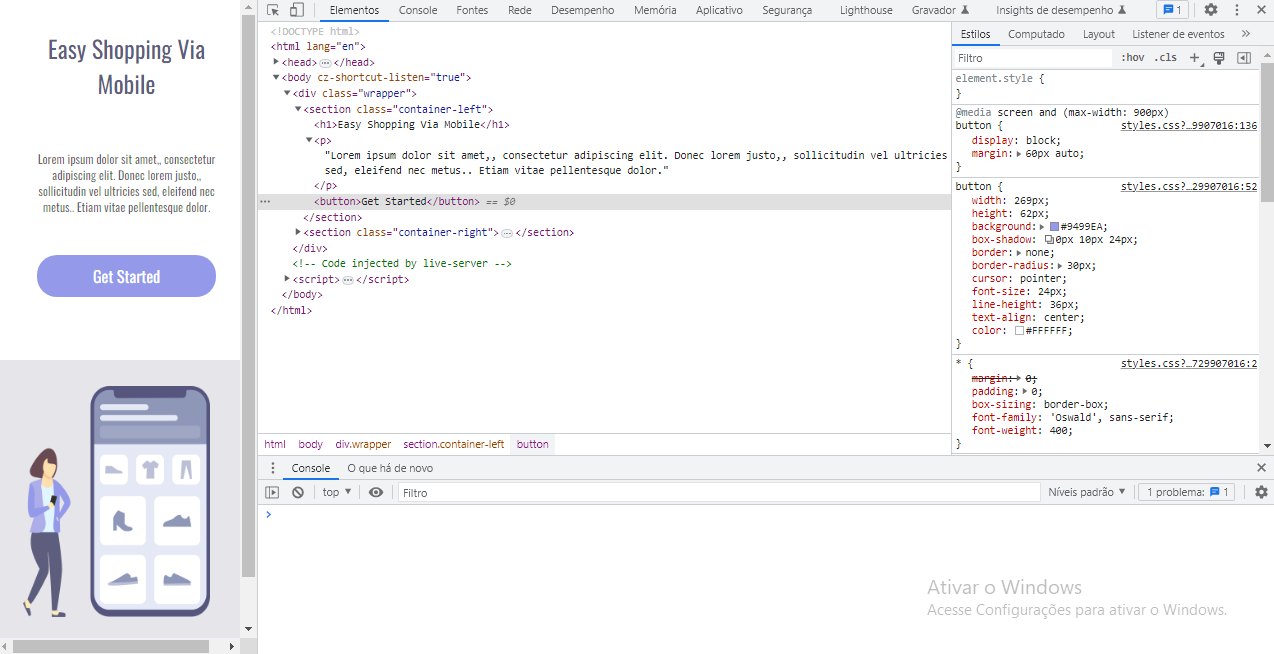 Easy Shopping Via
Mobile
Lorem ipsum dolor sit amet,, consectetur
adipiscing elit. Donec lorem justo,,
sollicitudin vel ultricies sed, eleifend nec
metus.. Etiam vitae pellentesque dolor.
Get Started
Elementos Console Fontes Rede Desempenho Memória Aplicativo Segurança Lighthouse Gravador Insights de desempenho 1
<!DOCTYPE html>
<html lang="en">
<head> … </head>
<body cz-shortcut-listen="true">
<div class="wrapper">
<section class="container-left">
<h1>Easy Shopping Via Mobile</h1>
<p>
"Lorem ipsum dolor sit amet,, consectetur adipiscing elit. Donec lorem justo,, sollicitudin vel ultricies
sed, eleifend nec metus.. Etiam vitae pellentesque dolor."
</p>
… <button>Get Started</button> == $0
</section>
<section class="container-right"> … </section>
</div>
<!-- Code injected by live-server -->
<script> … </script>
</body>
</html>
html body div.wrapper section.container-left button
Estilos Computado Layout Listener de eventos »
Filtro :hov .cls +
element.style {
}
@media screen and (max-width: 900px)
button { styles.css?…9907016:136
display: block;
margin: 60px auto;
}
button { styles.css?…29907016:52
width: 269px;
height: 62px;
background: #9499EA;
box-shadow: 0px 10px 24px;
border: none;
border-radius: 30px;
cursor: pointer;
font-size: 24px;
line-height: 36px;
text-align: center;
color: #FFFFFF;
}
* { styles.css?…729907016:2
margin: 0;
padding: 0;
box-sizing: border-box;
font-family: 'Oswald', sans-serif;
font-weight: 400;
}
Console O que há de novo
top Filtro Níveis padrão 1 problema: 1
Ativar o Windows
Acesse Configurações para ativar o Windows.